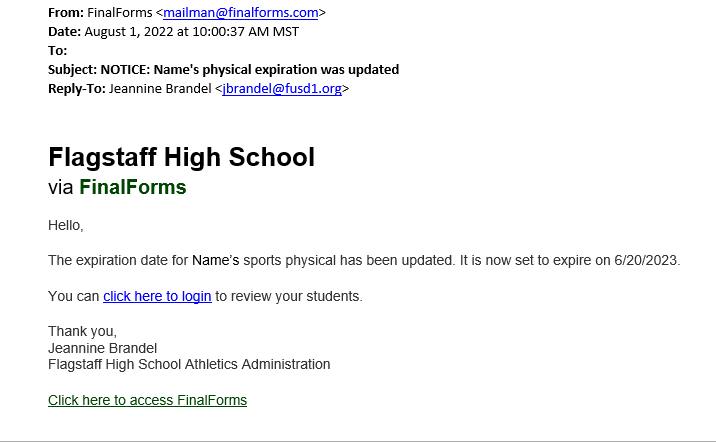 From: FinalForms <mailman@finalforms.com>
Date: August 1, 2022 at 10:00:37 AM MST
To:
Subject: NOTICE: Name's physical expiration was updated
Reply-To: Jeannine Brandel <jbrandel@fusd1.org>
Flagstaff High School
via FinalForms
Hello,
The expiration date for Name’s sports physical has been updated. It is now set to expire on 6/20/2023.
You can click here to login to review your students.
Thank you,
Jeannine Brandel
Flagstaff High School Athletics Administration
Click here to access FinalForms